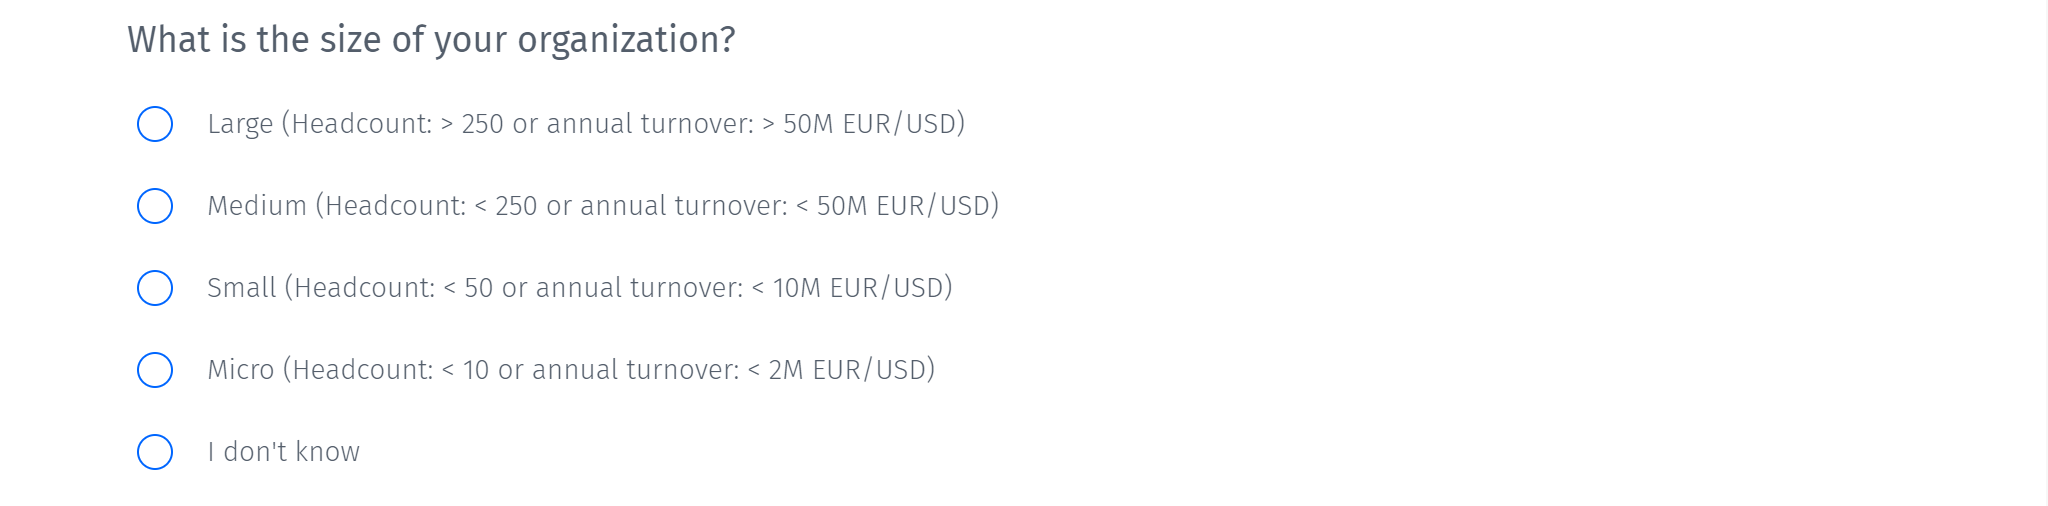 What is the size of your organization?
Large (Headcount: > 250 or annual turnover: > 50M EUR/USD)
Medium (Headcount: < 250 or annual turnover: < 50M EUR/USD)
Small (Headcount: < 50 or annual turnover: < 10M EUR/USD)
Micro (Headcount: < 10 or annual turnover: < 2M EUR/USD)
I don't know